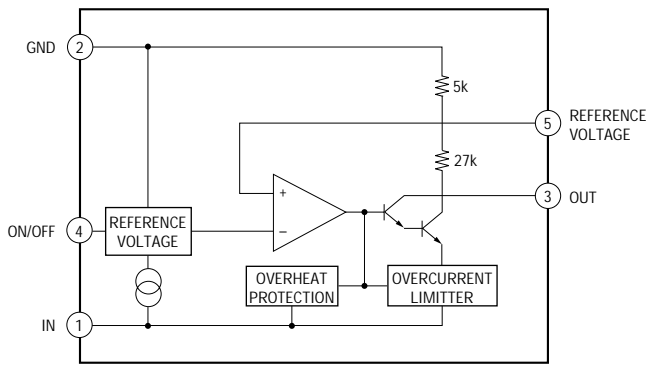 GND 2
5k
5 REFERENCE
VOLTAGE
27k
+
3 OUT
ON/OFF 4
REFERENCE
VOLTAGE
−
OVERHEAT
PROTECTION
OVERCURRENT
LIMITTER
IN 1